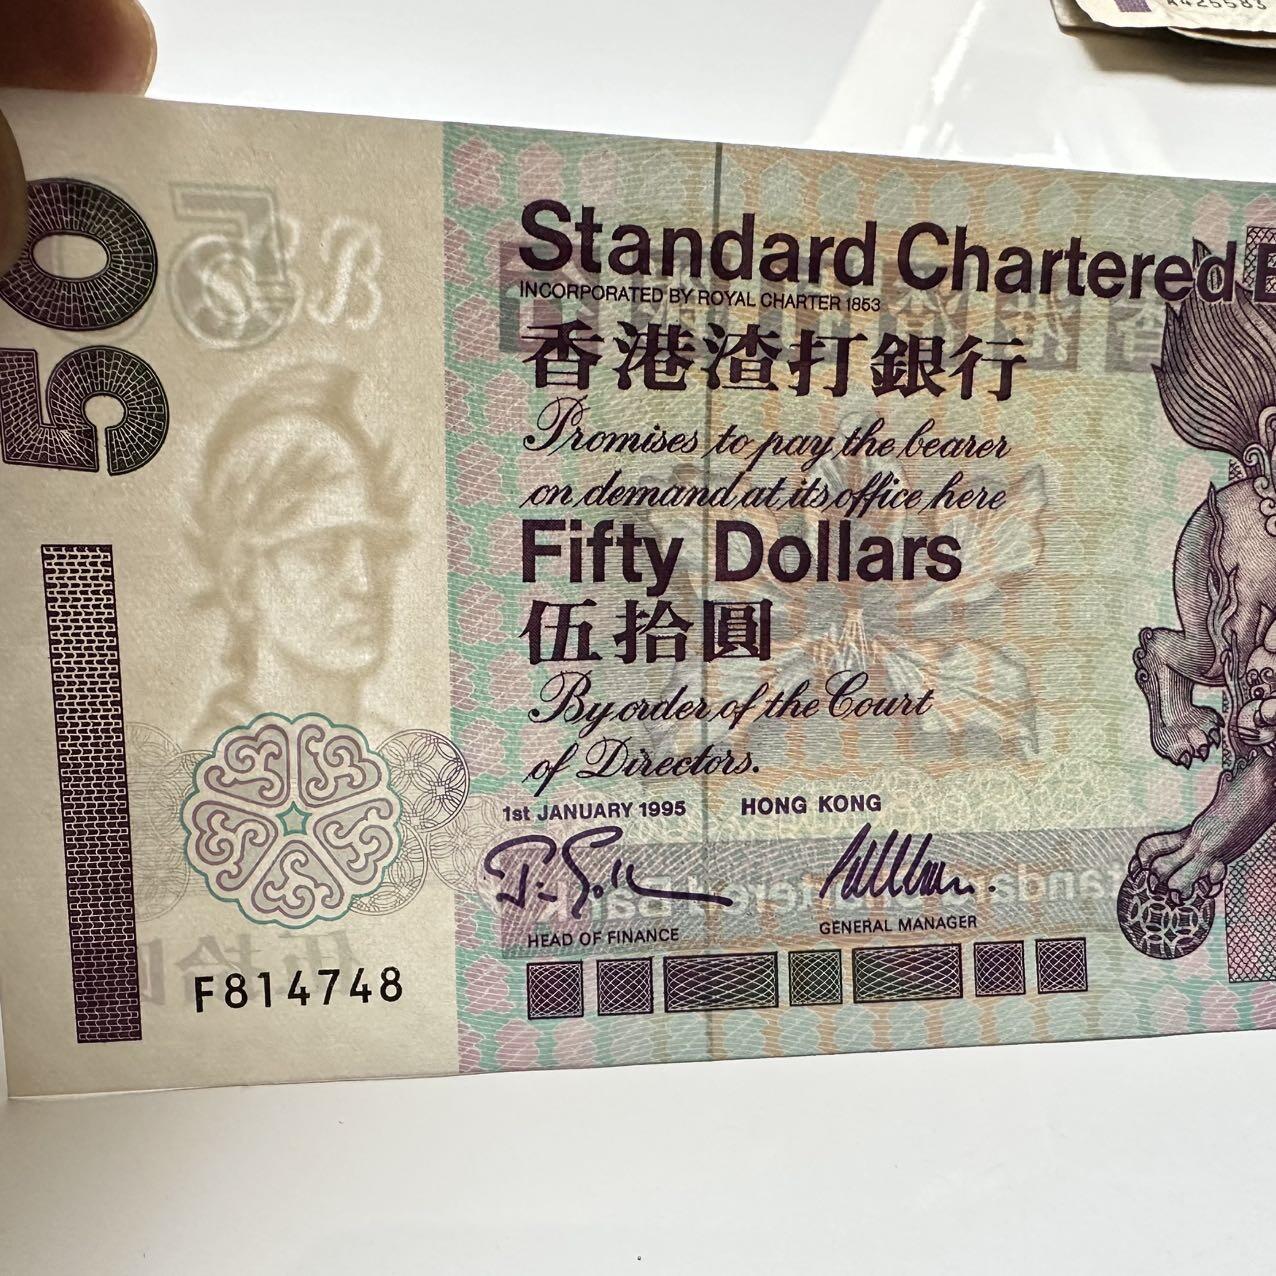 A425583
50
SCB
Standard Chartered
INCORPORATED BY ROYAL CHARTER 1853
香港渣打銀行
Promises to pay the bearer
on demand at its office here
Fifty Dollars
伍拾圓
By order of the Court
of Directors.
1st JANUARY 1995 HONG KONG
HEAD OF FINANCE
GENERAL MANAGER
F814748